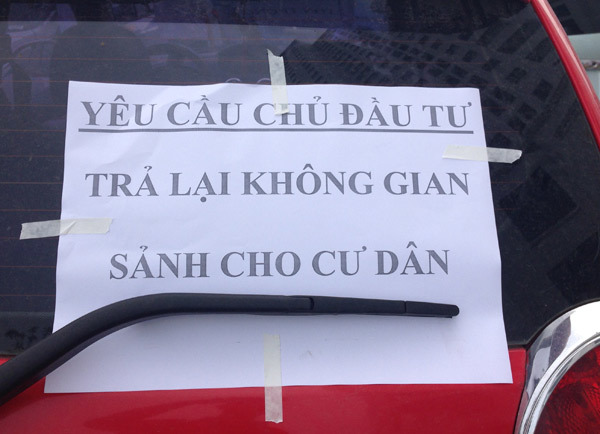 YÊU CẦU CHỦ ĐẦU TƯ
TRẢ LẠI KHÔNG GIAN
SẢNH CHO CƯ DÂN